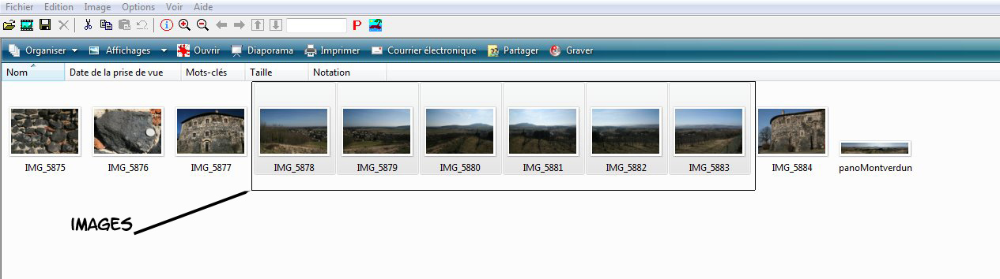 Fichier Edition Image Options Voir Aide
P
Organiser Affichages Ouvrir Diaporama Imprimer Courrier électronique Partager Graver
Nom Date de la prise de vue Mots-clés Taille Notation
IMG_5875 IMG_5876 IMG_5877 IMG_5878 IMG_5879 IMG_5880 IMG_5881 IMG_5882 IMG_5883 IMG_5884 panoMontverdun
IMAGES